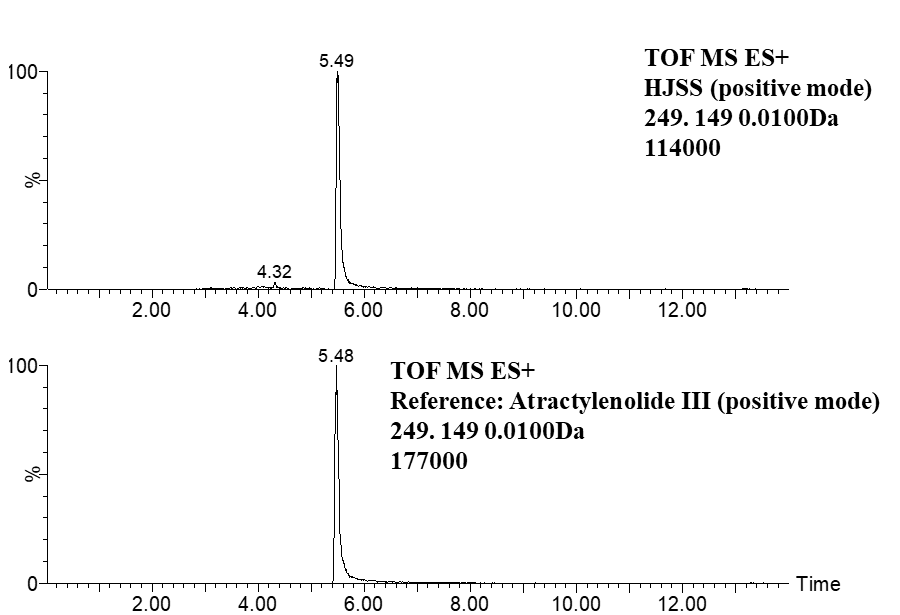 5.49
TOF MS ES+
HJSS (positive mode)
249. 149 0.0100Da
114000
100
%
4.32
0
2.00 4.00 6.00 8.00 10.00 12.00
5.48
TOF MS ES+
Reference: Atractylenolide III (positive mode)
249. 149 0.0100Da
177000
100
%
0
Time
2.00 4.00 6.00 8.00 10.00 12.00